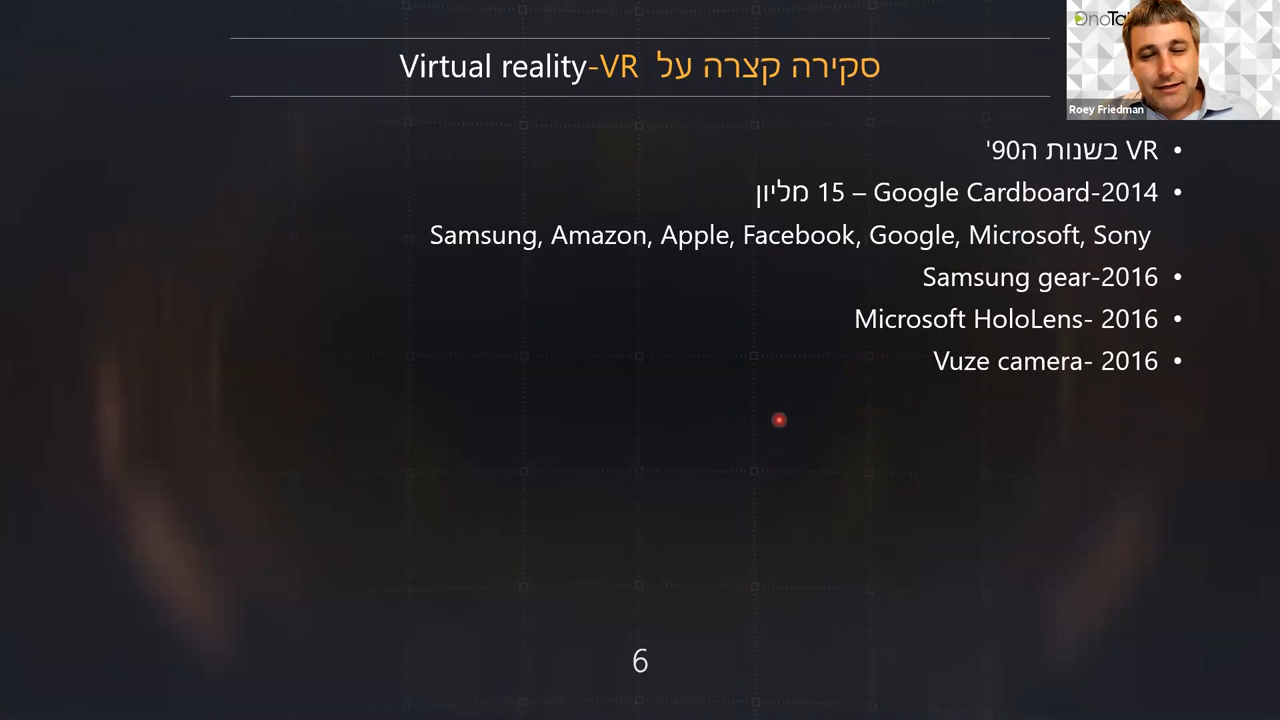 סקירה קצרה על VR-Virtual reality
OnoTa
Roey Friedman
• VR בשנות ה90'
• Google Cardboard-2014 – 15 מליון
Samsung, Amazon, Apple, Facebook, Google, Microsoft, Sony
• Samsung gear-2016
• Microsoft HoloLens- 2016
• Vuze camera- 2016
6